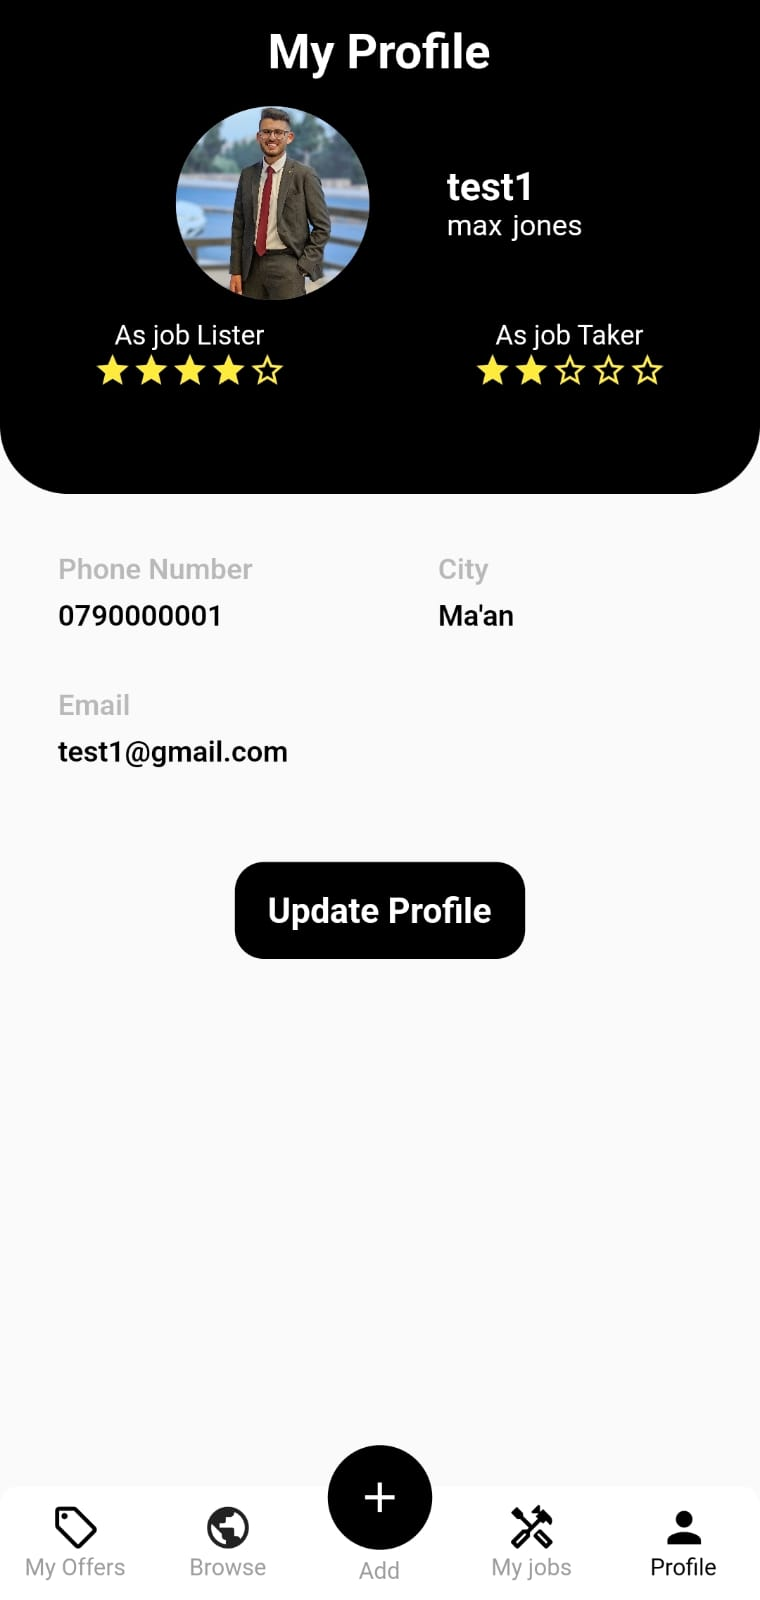 My Profile
test1
max jones
As job Lister
As job Taker
Phone Number
City
0790000001
Ma'an
Email
test1@gmail.com
Update Profile
My Offers
Browse
Add
My jobs
Profile